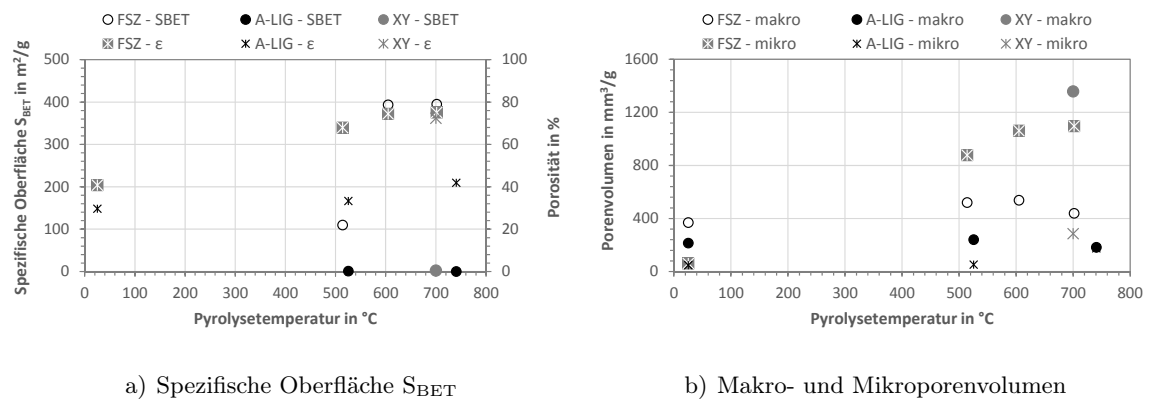 FSZ - SBET A-LIG - SBET XY - SBET
FSZ - ε A-LIG - ε XY - ε
500 100
400 80
300 60
200 40
100 20
0 0
0 100 200 300 400 500 600 700 800
Spezifische Oberfläche SBET in m²/g
Porosität in %
Pyrolysetemperatur in °C
a) Spezifische Oberfläche SBET
FSZ - makro A-LIG - makro XY - makro
FSZ - mikro A-LIG - mikro XY - mikro
1600
1200
800
400
0
0 100 200 300 400 500 600 700 800
Porenvolumen in mm³/g
Pyrolysetemperatur in °C
b) Makro- und Mikroporenvolumen